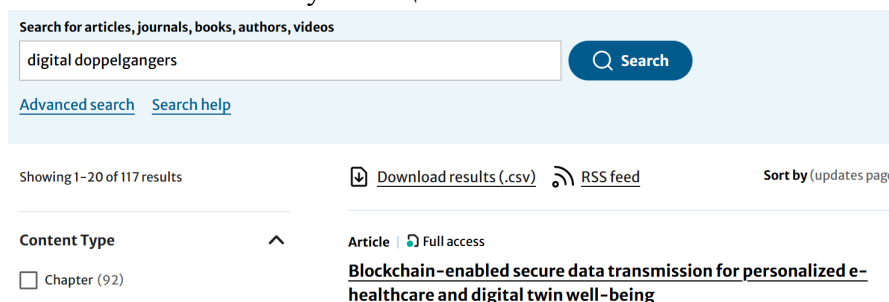 Search for articles, journals, books, authors, videos
digital doppelgangers
Search
Advanced search Search help
Showing 1-20 of 117 results
Download results (.csv) RSS feed
Sort by (updates page
Content Type
Article | Full access
Chapter (92)
Blockchain-enabled secure data transmission for personalized e-
healthcare and digital twin well-being